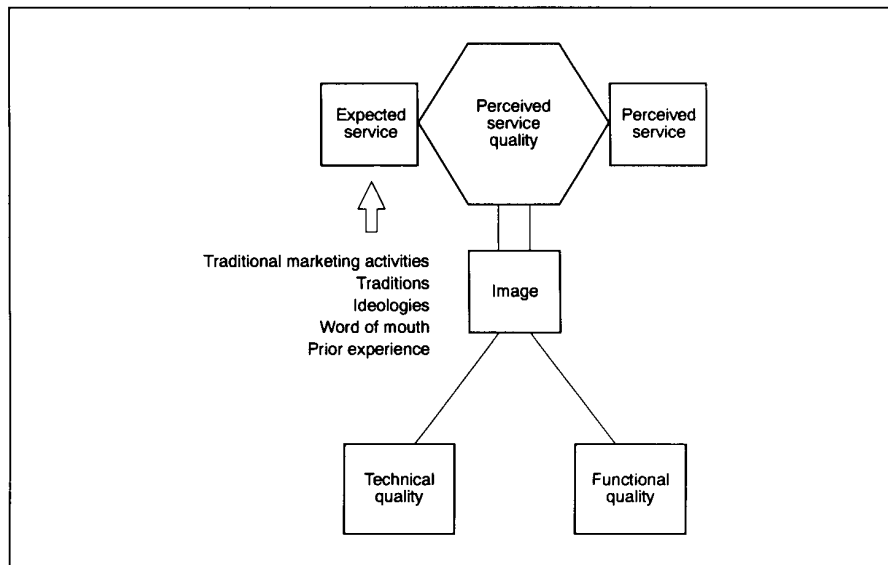 Expected
service
Perceived
service
quality
Perceived
service
Traditional marketing activities
Traditions
Ideologies
Word of mouth
Prior experience
Image
Technical
quality
Functional
quality